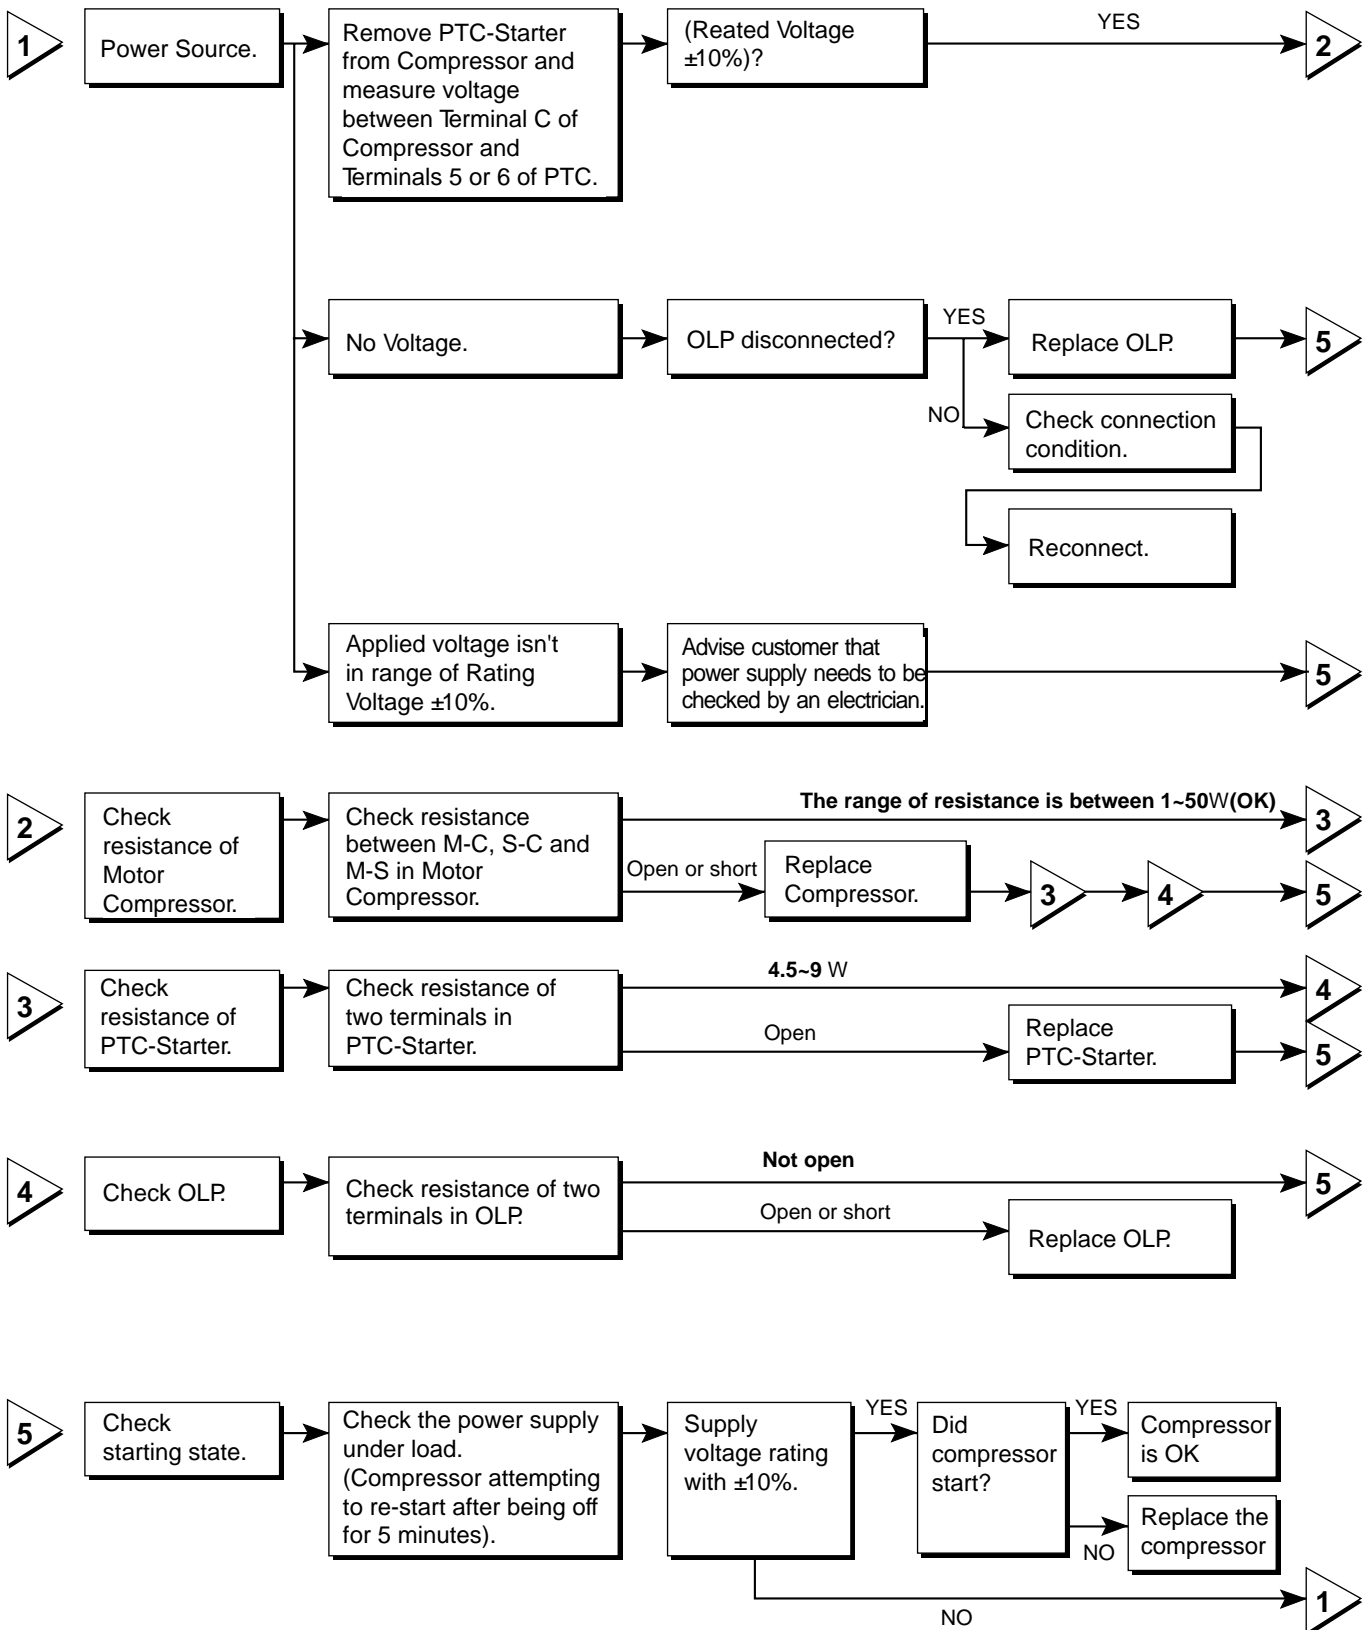 1
Power Source.
Remove PTC-Starter
from Compressor and
measure voltage
between Terminal C of
Compressor and
Terminals 5 or 6 of PTC.
(Reated Voltage
±10%)?
YES
2
No Voltage.
OLP disconnected?
YES
Replace OLP.
5
NO
Check connection
condition.
Reconnect.
Applied voltage isn't
in range of Rating
Voltage ±10%.
Advise customer that
power supply needs to be
checked by an electrician.
5
2
Check
resistance of
Motor
Compressor.
Check resistance
between M-C, S-C and
M-S in Motor
Compressor.
The range of resistance is between 1~50W(OK)
3
Open or short
Replace
Compressor.
3
4
5
3
Check
resistance of
PTC-Starter.
Check resistance of
two terminals in
PTC-Starter.
4.5~9 W
4
Open
Replace
PTC-Starter.
5
4
Check OLP.
Check resistance of two
terminals in OLP.
Not open
5
Open or short
Replace OLP.
5
Check
starting state.
Check the power supply
under load.
(Compressor attempting
to re-start after being off
for 5 minutes).
Supply
voltage rating
with ±10%.
YES
Did
compressor
start?
YES
Compressor
is OK
NO
Replace the
compressor
NO
1